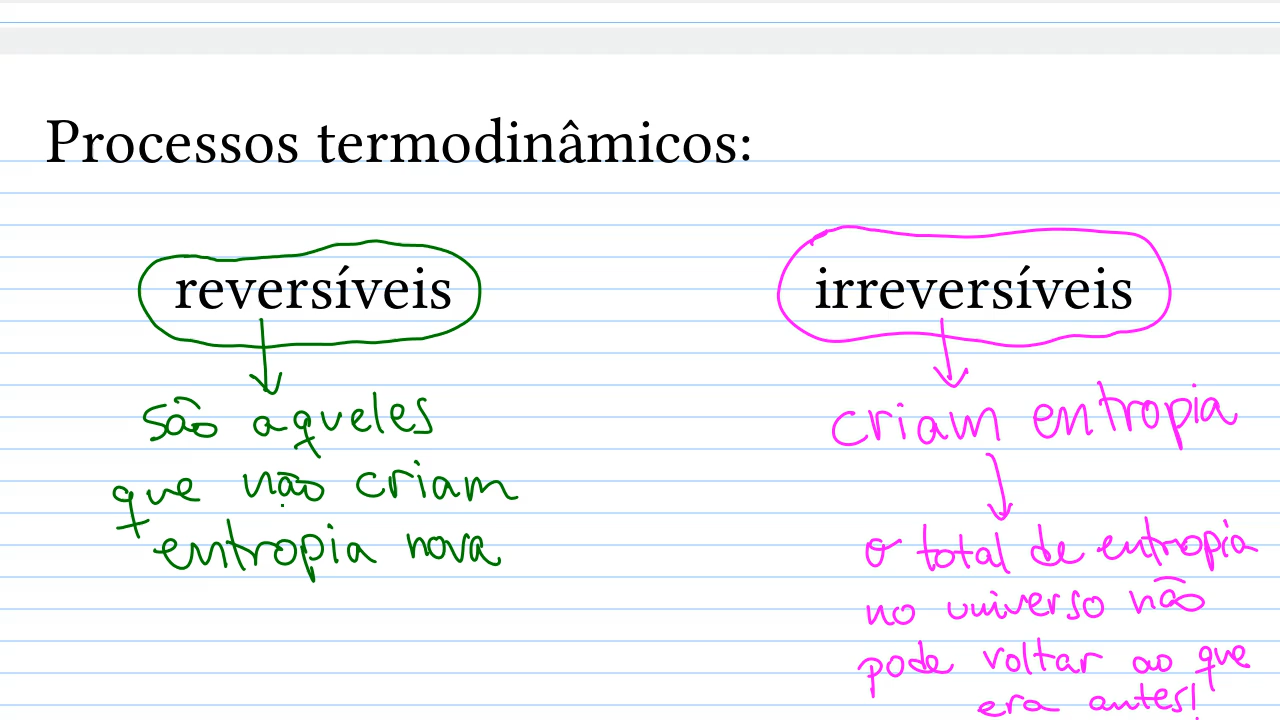 Processos termodinâmicos:
reversíveis
são aqueles
que não criam
entropia nova
irreversíveis
criam entropia
o total de entropia
no universo não
pode voltar ao que
era antes!